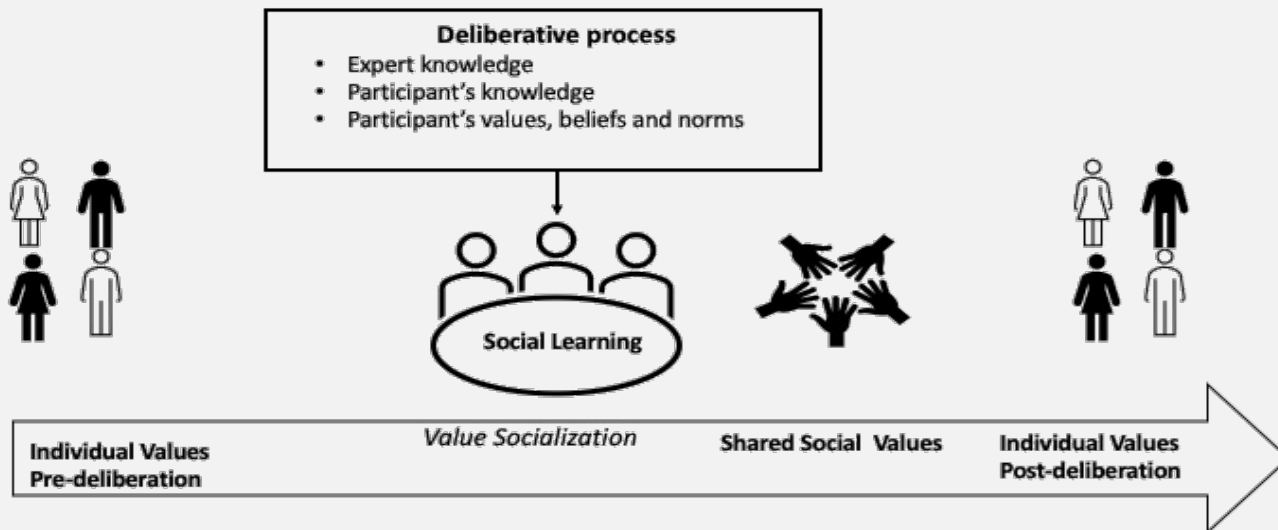 Deliberative process
• Expert knowledge
• Participant's knowledge
• Participant's values, beliefs and norms
Social Learning
Individual Values
Pre-deliberation
Value Socialization
Shared Social Values
Individual Values
Post-deliberation